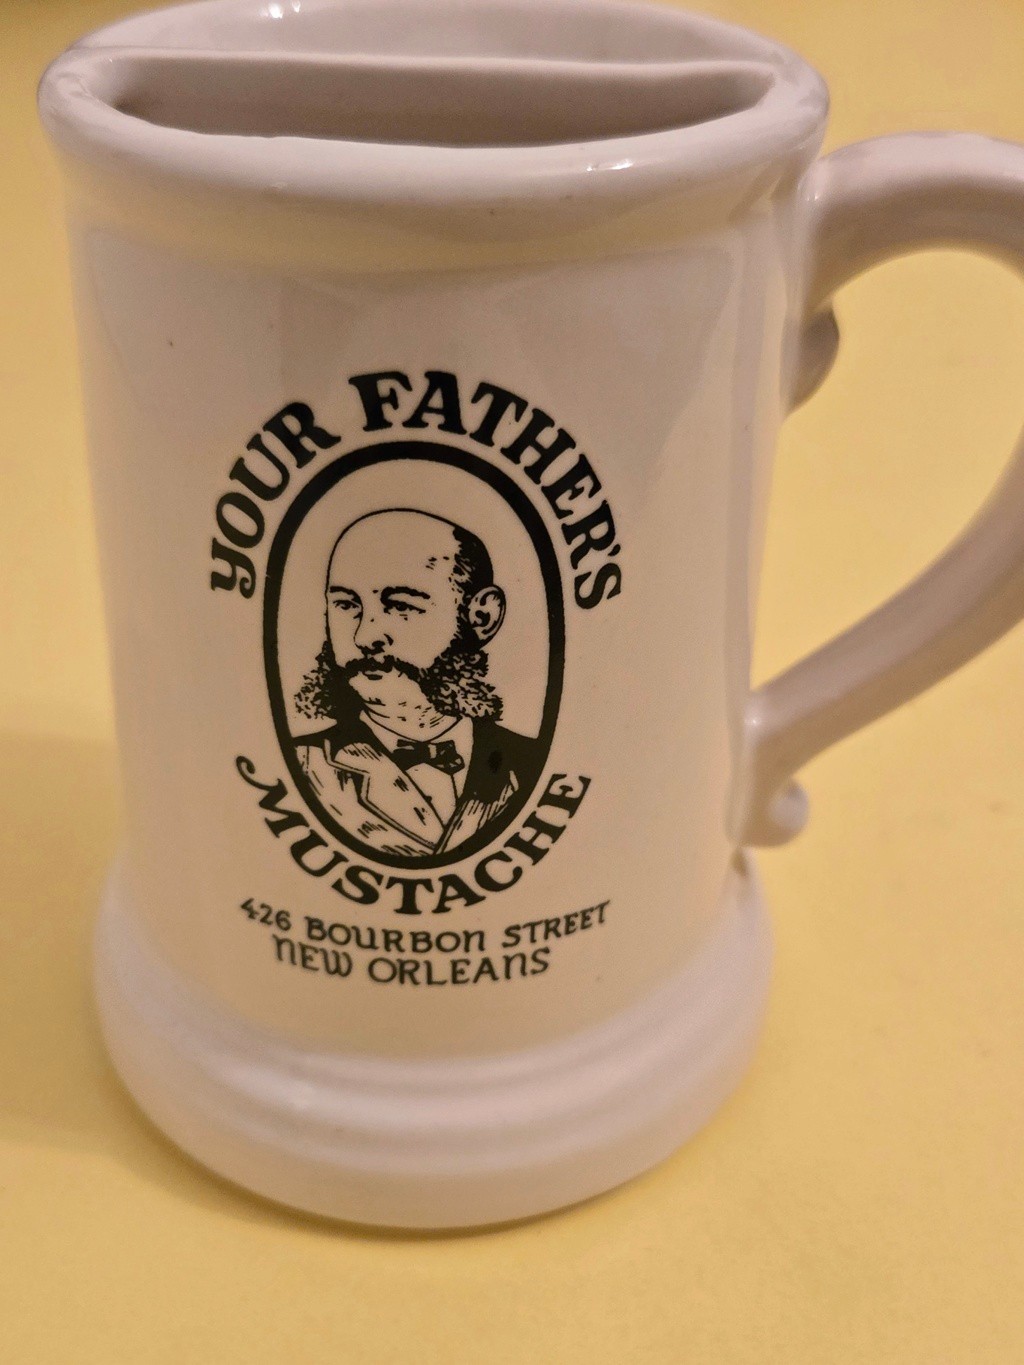 YOUR FATHER'S
MUSTACHE
426 BOURBON STREET
NEW ORLEANS